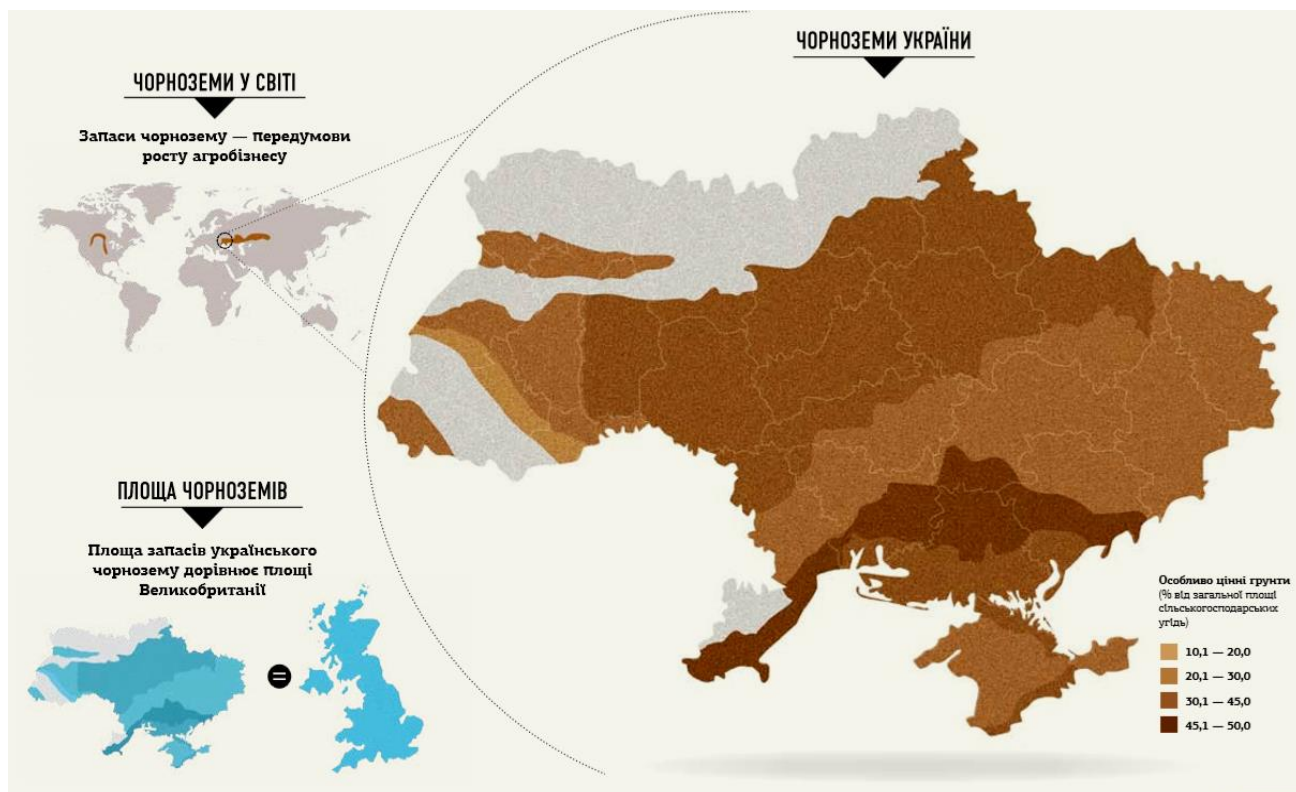 ЧОРНОЗЕМИ У СВІТІ
Запаси чорнозему — передумови
росту агробізнесу
ЧОРНОЗЕМИ УКРАЇНИ
ПЛОЩА ЧОРНОЗЕМІВ
Площа запасів українського
чорнозему дорівнює площі
Великобританії
=
Особливо цінні грунти
(% від загальної площі
сільськогосподарських
угідь)
10,1 — 20,0
20,1 — 30,0
30,1 — 45,0
45,1 — 50,0